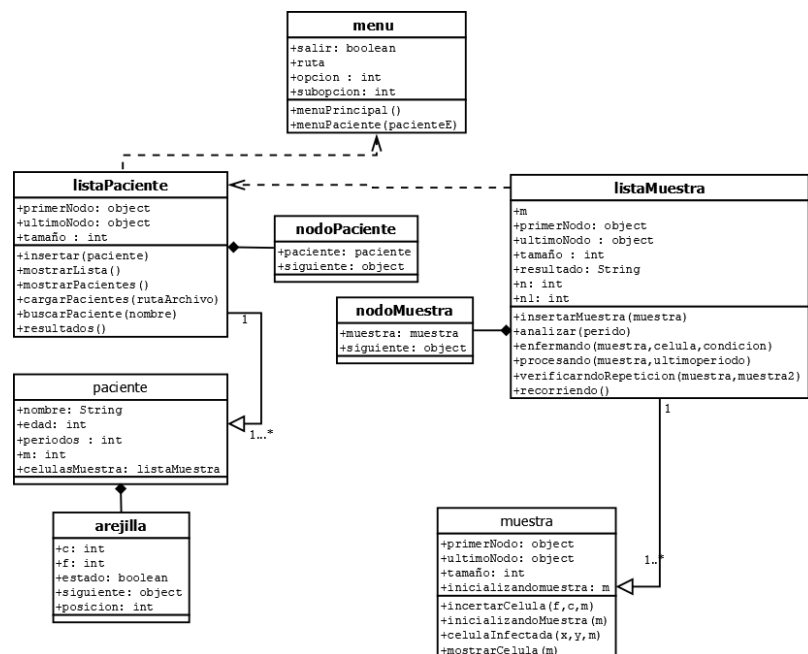 menu
+salir: boolean
+ruta
+opcion : int
+subopcion: int
+menuPrincipal()
+menuPaciente(pacienteE)
listaPaciente
+primerNodo: object
+ultimoNodo: object
+tamaño : int
+insertar(paciente)
+mostrarLista()
+mostrarPacientes()
+cargarPacientes(rutaArchivo)
+buscarPaciente(nombre)
+resultados()
nodoPaciente
+paciente: paciente
+siguiente: object
listaMuestra
+m
+primerNodo: object
+ultimoNodo : object
+tamaño : int
+resultado: String
+n: int
+n1: int
+insertarMuestra(muestra)
+analizar(perido)
+enfermando(muestra,celula,condicion)
+procesando(muestra,ultimoperiodo)
+verificarndoRepeticion(muestra,muestra2)
+recorriendo()
nodoMuestra
+muestra: muestra
+siguiente: object
1
1...*
paciente
+nombre: String
+edad: int
+periodos : int
+m: int
+celulasMuestra: listaMuestra
arejilla
+c: int
+f: int
+estado: boolean
+siguiente: object
+posicion: int
1
1..*
muestra
+primerNodo: object
+ultimoNodo: object
+tamaño: int
+inicializandomuestra: m
+incertarCelula(f,c,m)
+inicializandoMuestra(m)
+celulaInfectada(x,y,m)
+mostrarCelula(m)